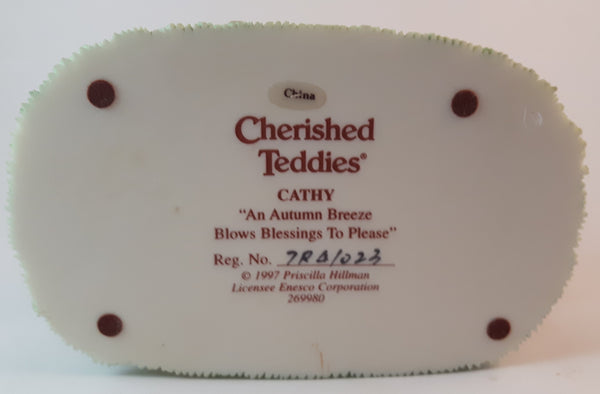 China
Cherished
Teddies®
CATHY
"An Autumn Breeze
Blows Blessings To Please"
Reg. No. 7RA/023
© 1997 Priscilla Hillman
Licensee Enesco Corporation
269980